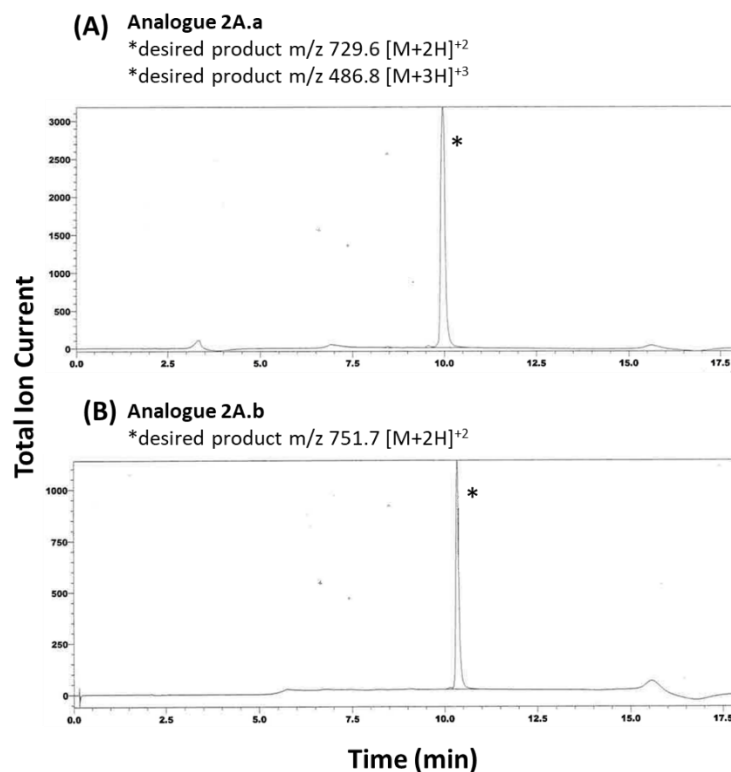 (A) Analogue 2A.a
*desired product m/z 729.6 [M+2H]⁺²
*desired product m/z 486.8 [M+3H]⁺³
3000
2500
2000
1500
1000
500
0
*
0.0 2.5 5.0 7.5 10.0 12.5 15.0 17.5
(B) Analogue 2A.b
*desired product m/z 751.7 [M+2H]⁺²
1000
750
500
250
0
*
0.0 2.5 5.0 7.5 10.0 12.5 15.0 17.5
Total Ion Current
Time (min)